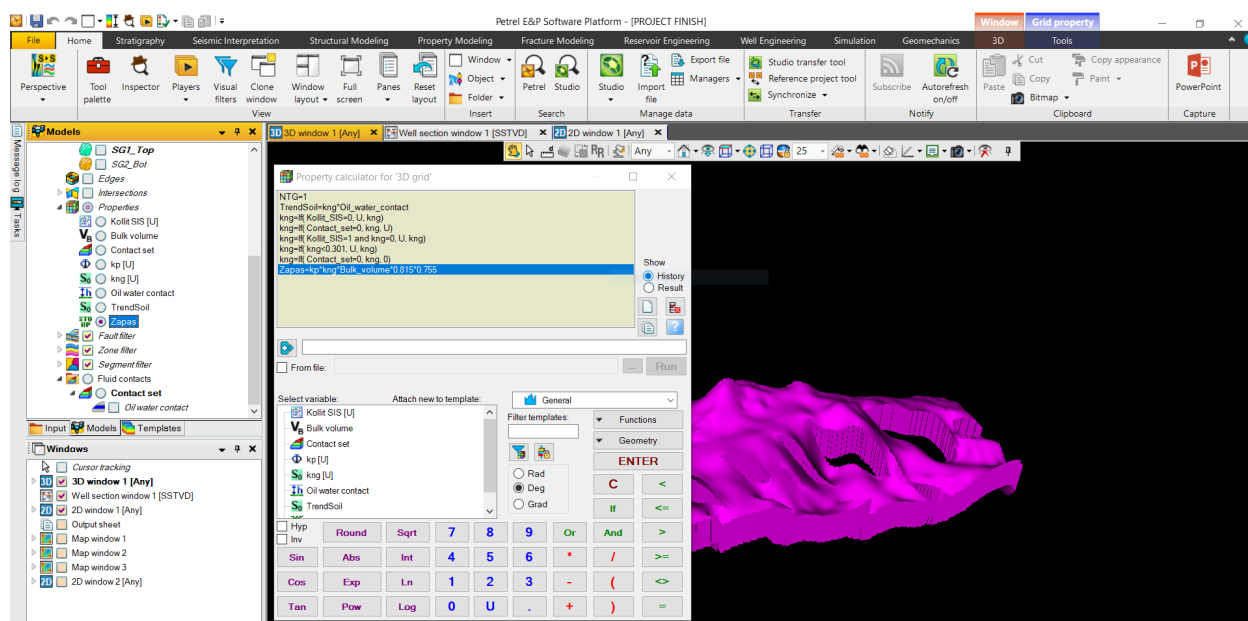 Petrel E&P Software Platform - [PROJECT FINISH]
Window
Grid property
File
Home
Stratigraphy
Seismic Interpretation
Structural Modeling
Property Modeling
Fracture Modeling
Reservoir Engineering
Well Engineering
Simulation
Geomechanics
3D
Tools
Perspective
Tool palette
Inspector
Players
Visual filters
Clone window
Window layout
Full screen
Panes
Reset layout
View
Window
Object
Folder
Insert
Petrel
Studio
Search
Studio
Import file
Export file
Managers
Manage data
Studio transfer tool
Reference project tool
Synchronize
Transfer
Subscribe
Autorefresh on/off
Notify
Paste
Cut
Copy
Bitmap
Copy appearance
Paint
Clipboard
PowerPoint
Capture
Message log
Tasks
Models
SG1_Top
SG2_Bot
Edges
Intersections
Properties
Kollit SIS [U]
Bulk volume
Contact set
kp [U]
kng [U]
Oil water contact
TrendSoil
Zapas
Fault filter
Zone filter
Segment filter
Fluid contacts
Contact set
Oil water contact
Input
Models
Templates
Windows
Cursor tracking
3D 3D window 1 [Any]
Well section window 1 [SSTVD]
2D 2D window 1 [Any]
Output sheet
Map window 1
Map window 2
Map window 3
2D 2D window 2 [Any]
3D 3D window 1 [Any]
Well section window 1 [SSTVD]
2D 2D window 1 [Any]
Any
25
Property calculator for '3D grid'
NTG=1
TrendSoil=kng*Oil_water_contact
kng=If( Kollit_SIS=0, U, kng)
kng=If( Contact_set=0, kng, U)
kng=If( Kollit_SIS=1 and kng=0, U, kng)
kng=If( kng<0.301, U, kng)
kng=If( Contact_set=0, kng, 0)
Zapas=kp*kng*Bulk_volume*0.815*0.755
Show
History
Result
From file:
...
Run
Select variable:
Attach new to template:
General
Kollit SIS [U]
Bulk volume
Contact set
kp [U]
kng [U]
Oil water contact
TrendSoil
Filter templates:
Rad
Deg
Grad
Functions
Geometry
ENTER
C <
If <=
Hyp
Inv
Round Sqrt 7 8 9 Or And >
Sin Abs Int 4 5 6 * / >=
Cos Exp Ln 1 2 3 - ( <>
Tan Pow Log 0 U . + ) =